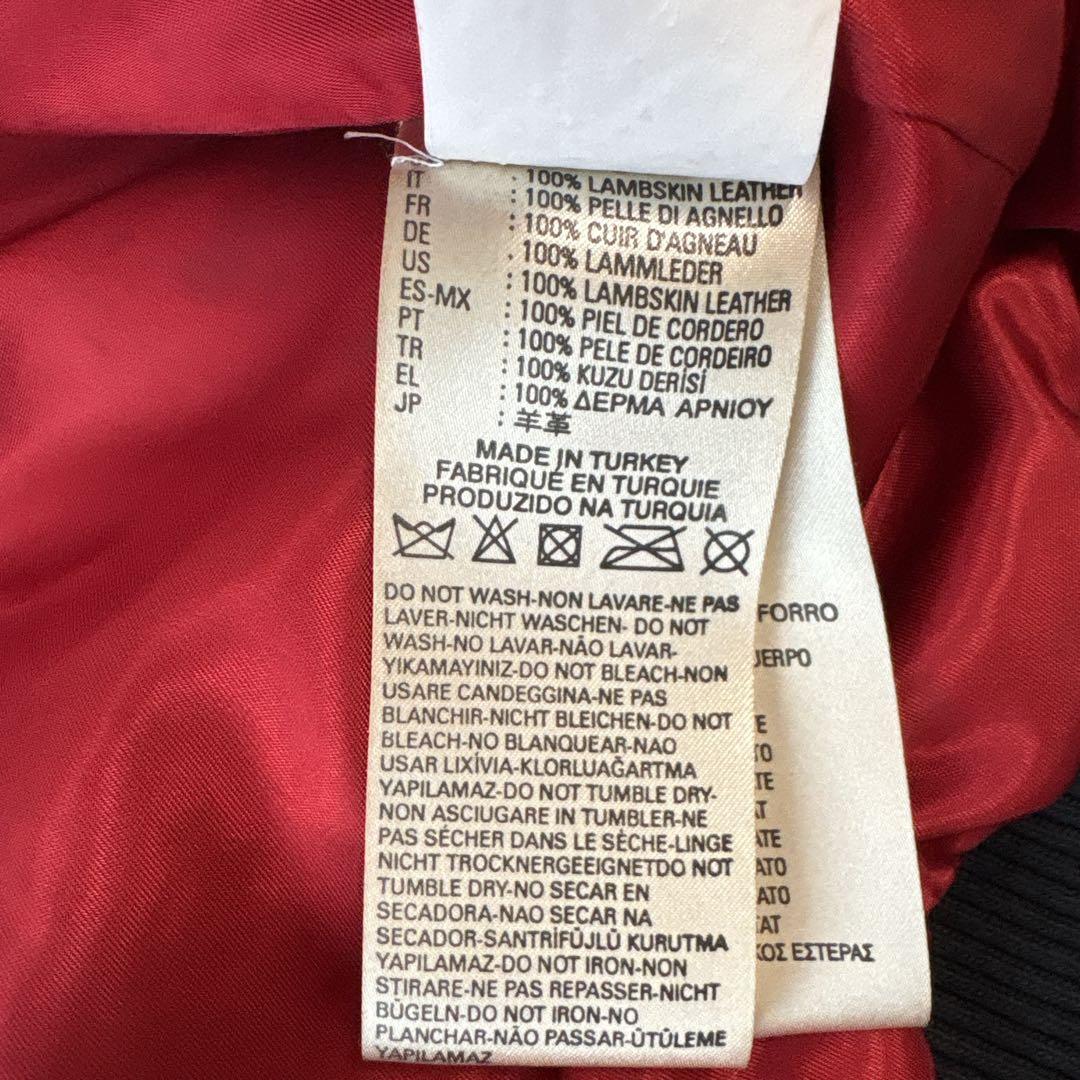 IT : 100% LAMBSKIN LEATHER
FR : 100% PELLE DI AGNELLO
DE : 100% CUIR D'AGNEAU
US : 100% LAMMLEDER
ES-MX : 100% LAMBSKIN LEATHER
PT : 100% PIEL DE CORDERO
TR : 100% PELE DE CORDEIRO
EL : 100% KUZU DERİSİ
JP : 100% ΔΕΡΜΑ ΑΡΝΙΟΥ
: 羊革
MADE IN TURKEY
FABRIQUÉ EN TURQUIE
PRODUZIDO NA TURQUIA
DO NOT WASH-NON LAVARE-NE PAS
LAVER-NICHT WASCHEN- DO NOT
WASH-NO LAVAR-NÃO LAVAR-
YIKAMAYINIZ-DO NOT BLEACH-NON
USARE CANDEGGINA-NE PAS
BLANCHIR-NICHT BLEICHEN-DO NOT
BLEACH-NO BLANQUEAR-NAO
USAR LIXÍVIA-KLORLUAĞARTMA
YAPILAMAZ-DO NOT TUMBLE DRY-
NON ASCIUGARE IN TUMBLER-NE
PAS SÉCHER DANS LE SÈCHE-LINGE
NICHT TROCKNERGEEIGNETDO NOT
TUMBLE DRY-NO SECAR EN
SECADORA-NAO SECAR NA
SECADOR-SANTRİFÜJLÜ KURUTMA
YAPILAMAZ-DO NOT IRON-NON
STIRARE-NE PAS REPASSER-NICHT
BÜGELN-DO NOT IRON-NO
PLANCHAR-NÃO PASSAR-ÜTÜLEME
YAPILAMAZ
FORRO